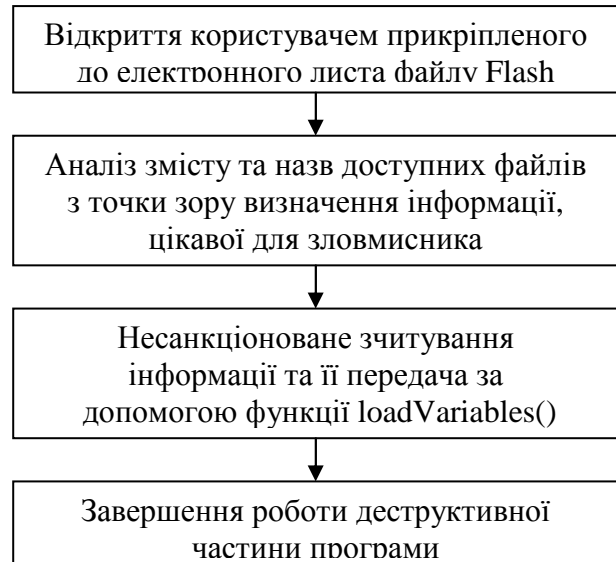 Відкриття користувачем прикріпленого
до електронного листа файлу Flash
Аналіз змісту та назв доступних файлів
з точки зору визначення інформації,
цікавої для зловмисника
Несанкціоноване зчитування
інформації та її передача за
допомогою функції loadVariables()
Завершення роботи деструктивної
частини програми